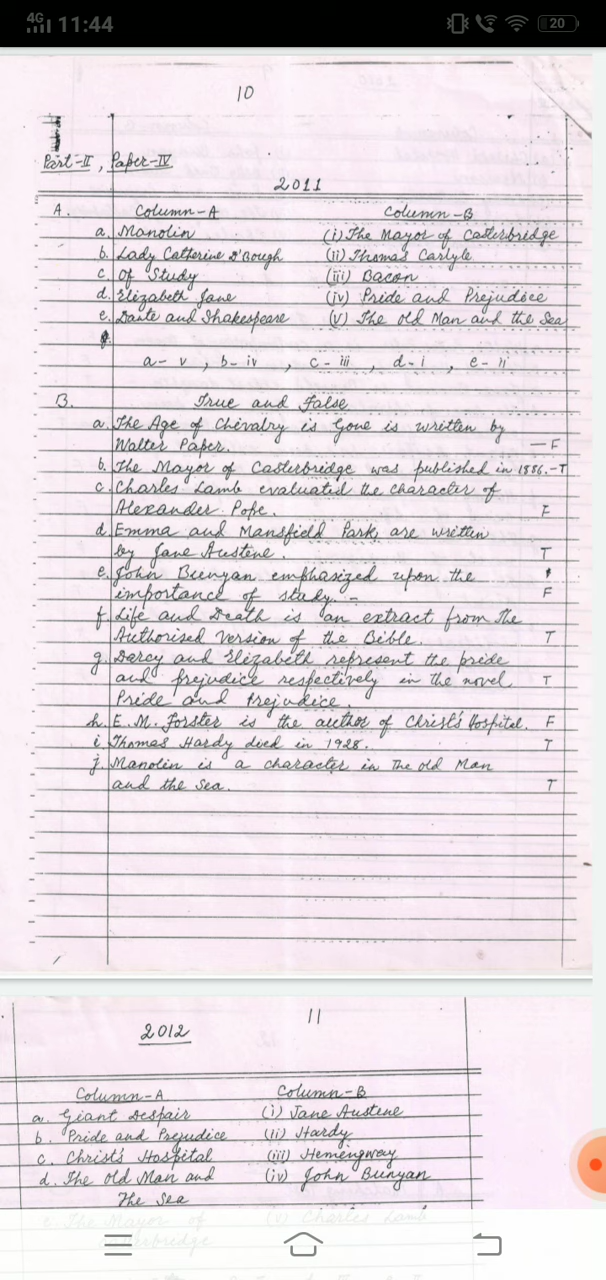 4G 11:44 20
10
Part-II, Paper-IV
2011
A. Column-A Column-B
a. Manolin (i) The Mayor of Casterbridge
b. Lady Catherine D'Bough (ii) Thomas Carlyle
c. Of Study (iii) Bacon
d. Elizabeth Jane (iv) Pride and Prejudice
e. Dante and Shakespeare (v) The old Man and the Sea
a- v, b- iv, c- iii, d- i, e- ii
B. True and False
a. The Age of Chivalry is Gone is written by
Walter Paper. — F
b. The Mayor of Casterbridge was published in 1886. - T
c. Charles Lamb evaluated the character of
Alexander Pope. F
d. Emma and Mansfield Park are written
by Jane Austene. T
e. John Bunyan emphasized upon the
importance of study. - F
f. Life and Death is an extract from The
Authorised Version of the Bible T
g. Darcy and Elizabeth represent the pride
and prejudice respectively in the novel T
Pride and Prejudice.
h. E. M. Forster is the author of Christ's Hospital. F
i. Thomas Hardy died in 1928. T
j. Manolin is a character in The old Man
and the Sea. T
11
2012
Column-A Column-B
a. Giant Despair (i) Jane Austene
b. Pride and Prejudice (ii) Hardy
c. Christ's Hospital (iii) Hemengway
d. The old Man and (iv) John Bunyan
The Sea
e. The Mayor of (v) Charles Lamb